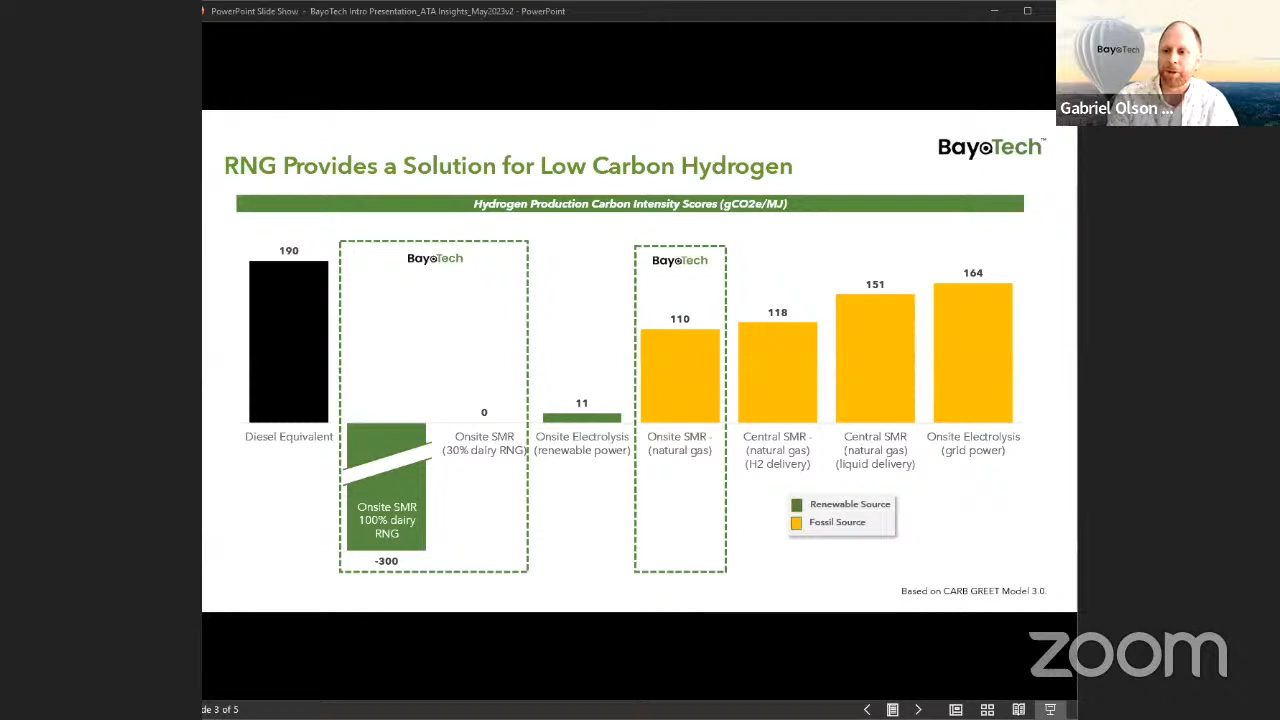 PowerPoint Slide Show - BayoTech Intro Presentation_ATA Insights_May2023v2 - PowerPoint
BayoTech
Gabriel Olson ...
BayoTech™
RNG Provides a Solution for Low Carbon Hydrogen
Hydrogen Production Carbon Intensity Scores (gCO2e/MJ)
190
BayoTech
BayoTech
164
151
118
110
11
0
Diesel Equivalent
Onsite SMR
(30% dairy RNG)
Onsite Electrolysis
(renewable power)
Onsite SMR -
(natural gas)
Central SMR -
(natural gas)
(H2 delivery)
Central SMR
(natural gas)
(liquid delivery)
Onsite Electrolysis
(grid power)
Onsite SMR
100% dairy
RNG
-300
Renewable Source
Fossil Source
Based on CARB GREET Model 3.0.
zoom
de 3 of 5